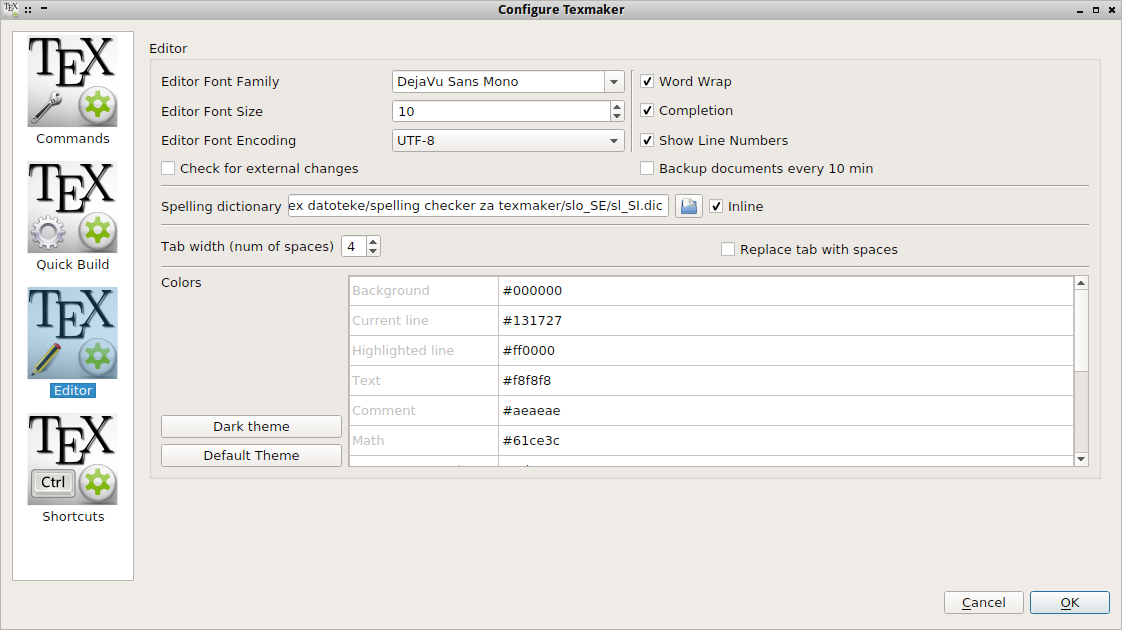 Configure Texmaker
TEX
Commands
TEX
Quick Build
TEX
Editor
TEX
Ctrl
Shortcuts
Editor
Editor Font Family DejaVu Sans Mono Word Wrap
Editor Font Size 10 Completion
Editor Font Encoding UTF-8 Show Line Numbers
Check for external changes Backup documents every 10 min
Spelling dictionary ex datoteke/spelling checker za texmaker/slo_SE/sl_SI.dic Inline
Tab width (num of spaces) 4 Replace tab with spaces
Colors
Background #000000
Current line #131727
Highlighted line #ff0000
Text #f8f8f8
Comment #aeaeae
Math #61ce3c
Dark theme
Default Theme
Cancel OK